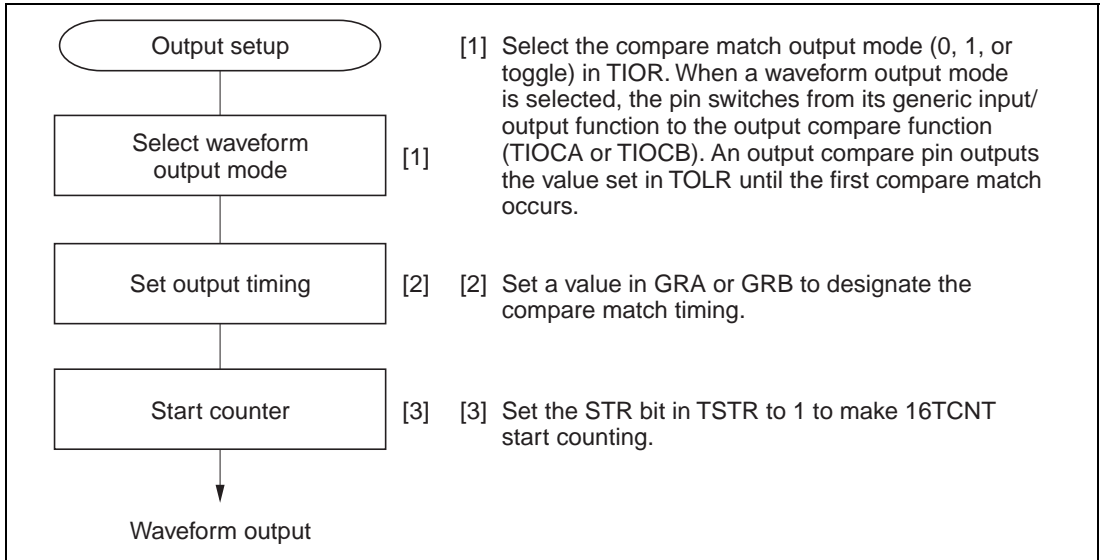 Output setup
Select waveform
output mode
[1]
Set output timing
[2]
Start counter
[3]
Waveform output
[1] Select the compare match output mode (0, 1, or
toggle) in TIOR. When a waveform output mode
is selected, the pin switches from its generic input/
output function to the output compare function
(TIOCA or TIOCB). An output compare pin outputs
the value set in TOLR until the first compare match
occurs.
[2] Set a value in GRA or GRB to designate the
compare match timing.
[3] Set the STR bit in TSTR to 1 to make 16TCNT
start counting.